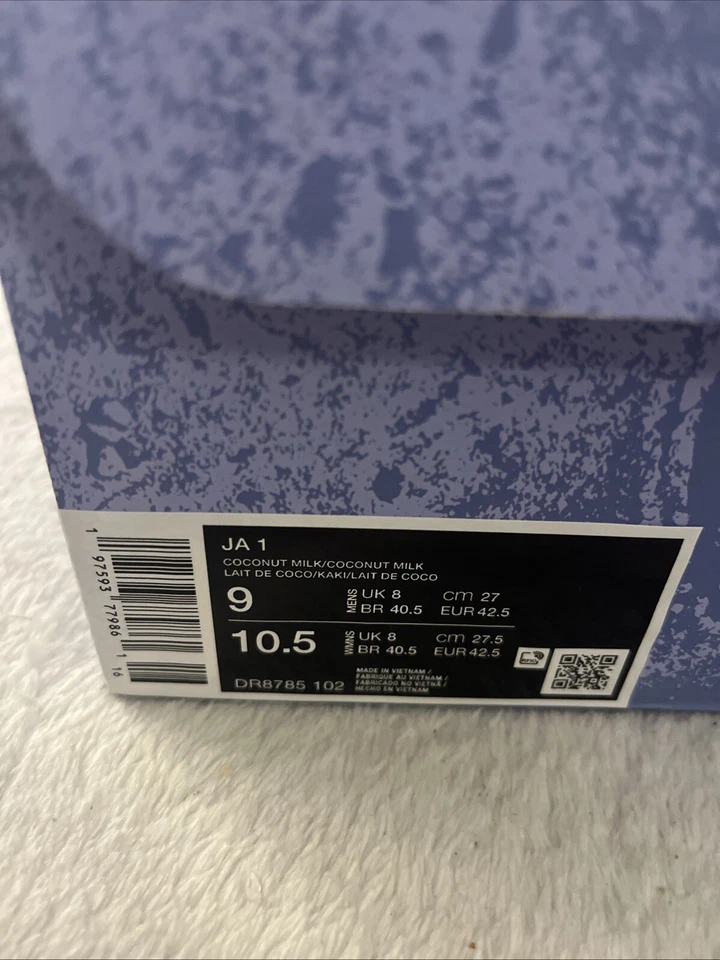 JA 1
COCONUT MILK/COCONUT MILK
LAIT DE COCO/KAKI/LAIT DE COCO
9 MENS UK 8 CM 27
BR 40.5 EUR 42.5
10.5 WMNS UK 8 CM 27.5
BR 40.5 EUR 42.5
DR8785 102
MADE IN VIETNAM /
FABRIQUE AU VIETNAM /
FABRICADO NO VIETNÃ /
HECHO EN VIETNAM
1 97593 77986 1 16